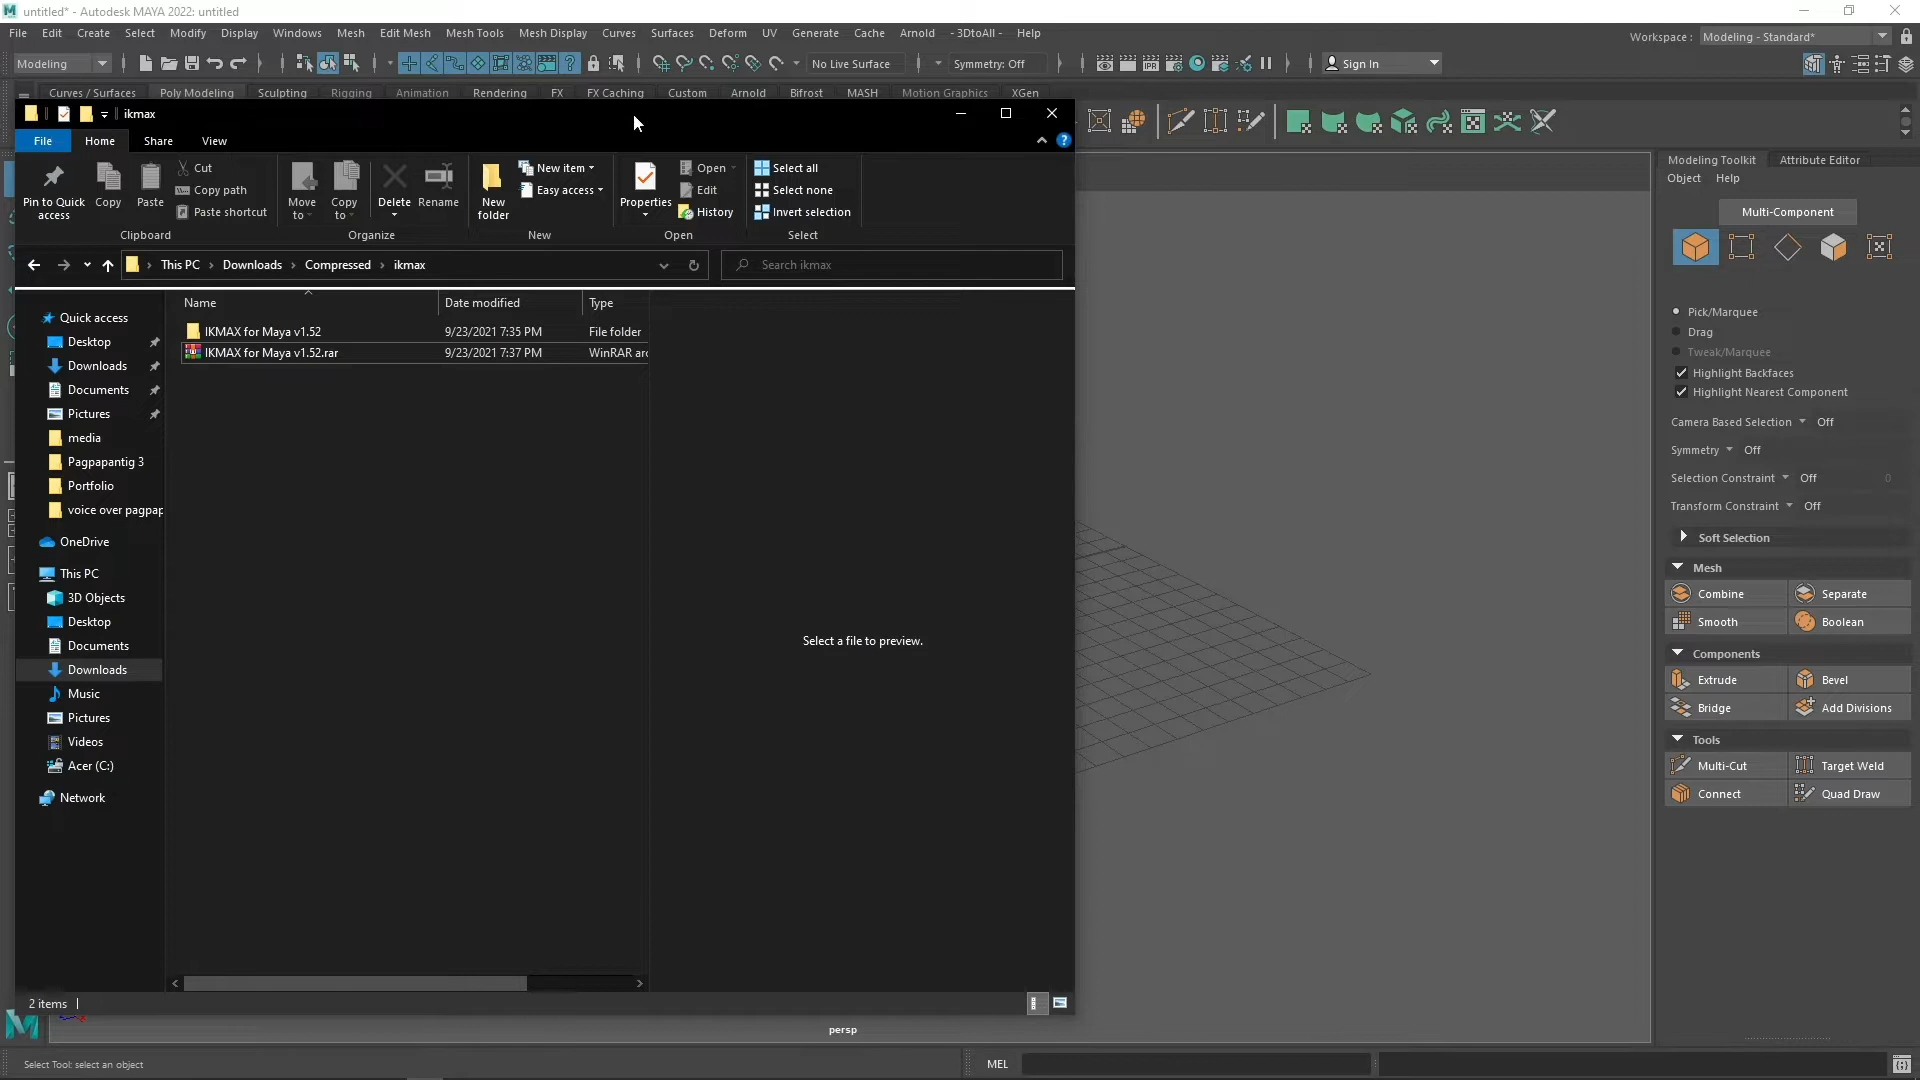 untitled* - Autodesk MAYA 2022: untitled
File Edit Create Select Modify Display Windows Mesh Edit Mesh Mesh Tools Mesh Display Curves Surfaces Deform UV Generate Cache Arnold - 3DtoAll - Help
Workspace : Modeling - Standard*
Modeling No Live Surface Symmetry: Off Sign In
Curves / Surfaces Poly Modeling Sculpting Rigging Animation Rendering FX FX Caching Custom Arnold Bifrost MASH Motion Graphics XGen
ikmax
File Home Share View
Pin to Quick access
Copy
Paste
Cut
Copy path
Paste shortcut
Clipboard
Move to
Copy to
Delete
Rename
Organize
New folder
New item
Easy access
New
Properties
Open
Edit
History
Open
Select all
Select none
Invert selection
Select
This PC > Downloads > Compressed > ikmax
Search ikmax
Name Date modified Type
IKMAX for Maya v1.52 9/23/2021 7:35 PM File folder
IKMAX for Maya v1.52.rar 9/23/2021 7:37 PM WinRAR arc
Quick access
Desktop
Downloads
Documents
Pictures
media
Pagpapantig 3
Portfolio
voice over pagpap
OneDrive
This PC
3D Objects
Desktop
Documents
Downloads
Music
Pictures
Videos
Acer (C:)
Network
Select a file to preview.
2 items
persp
Select Tool: select an object
MEL
Modeling Toolkit Attribute Editor
Object Help
Multi-Component
Pick/Marquee
Drag
Tweak/Marquee
Highlight Backfaces
Highlight Nearest Component
Camera Based Selection Off
Symmetry Off
Selection Constraint Off 0
Transform Constraint Off
Soft Selection
Mesh
Combine Separate
Smooth Boolean
Components
Extrude Bevel
Bridge Add Divisions
Tools
Multi-Cut Target Weld
Connect Quad Draw